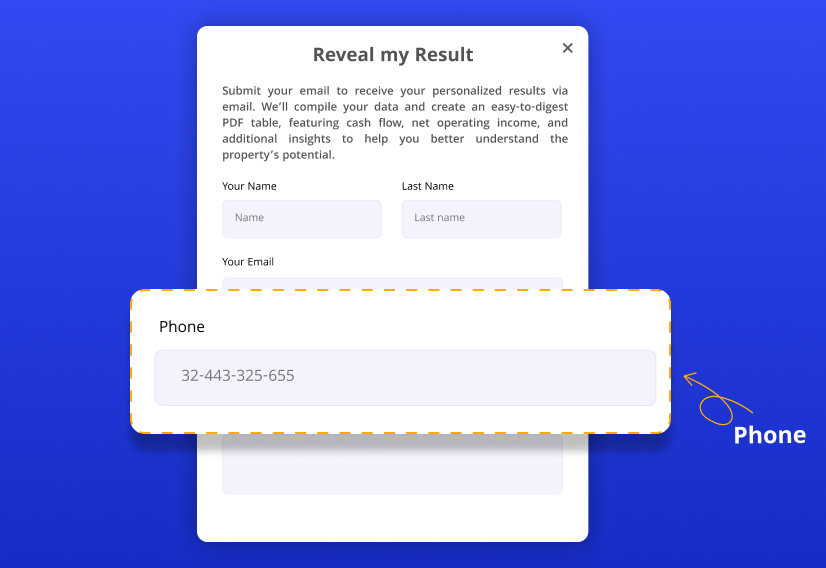 Reveal my Result
Submit your email to receive your personalized results via
email. We’ll compile your data and create an easy-to-digest
PDF table, featuring cash flow, net operating income, and
additional insights to help you better understand the
property’s potential.
Your Name
Last Name
Name
Last name
Your Email
Phone
32-443-325-655
Phone